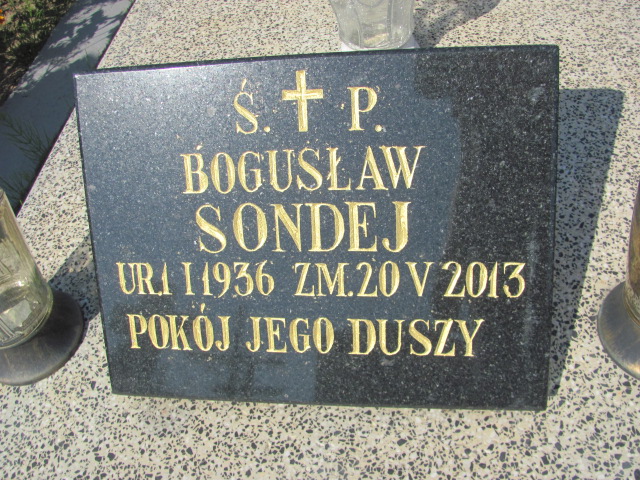 Ś. P.
BOGUSŁAW
SONDEJ
UR.1 I 1936 ZM.20 V 2013
POKÓJ JEGO DUSZY